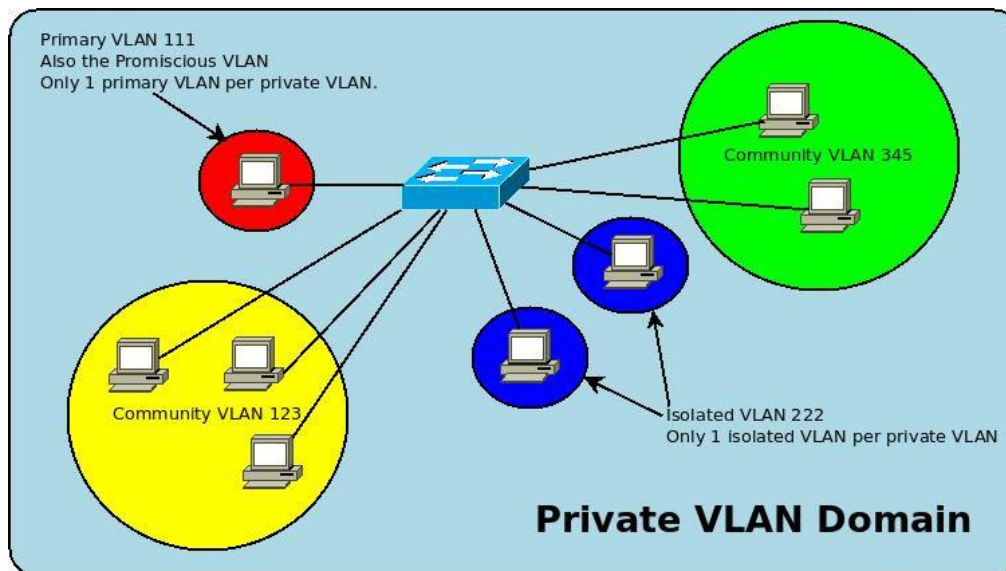 Primary VLAN 111
Also the Promiscious VLAN
Only 1 primary VLAN per private VLAN.
Community VLAN 345
Community VLAN 123
Isolated VLAN 222
Only 1 isolated VLAN per private VLAN
Private VLAN Domain